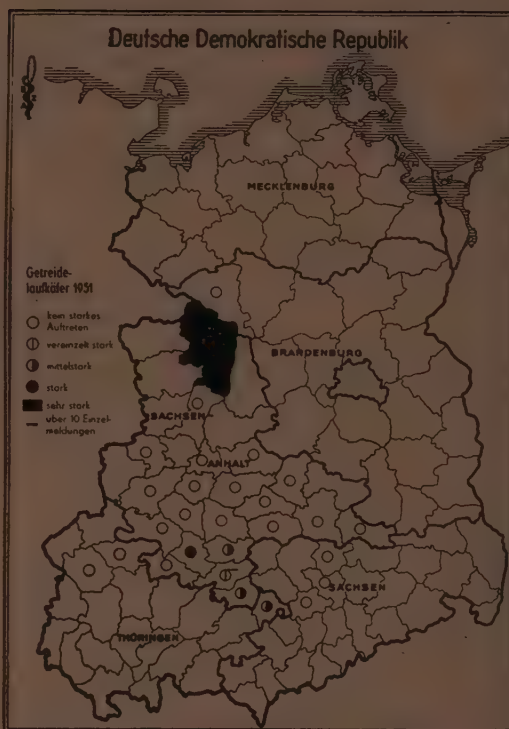 Deutsche Demokratische Republik
MECKLENBURG
Getreide-
laufkäfer 1951
kein starkes
Auftreten
vereinzelt stark
mittelstark
stark
sehr stark
über 10 Einzel-
meldungen
BRANDENBURG
SACHSEN
ANHALT
SACHSEN
THÜRINGEN